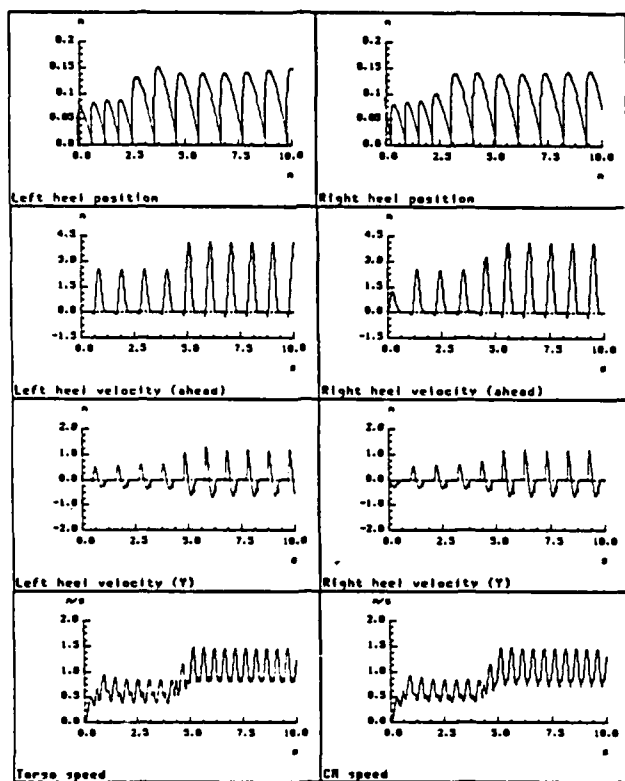 m
0.2
0.15
0.1
0.05
0.0
0.0 2.5 5.0 7.5 10.0
m
Left heel position
m
0.2
0.15
0.1
0.05
0.0
0.0 2.5 5.0 7.5 10.0
m
Right heel position
m
4.5
3.0
1.5
0.0
-1.5
0.0 2.5 5.0 7.5 10.0
s
Left heel velocity (ahead)
m
4.5
3.0
1.5
0.0
-1.5
0.0 2.5 5.0 7.5 10.0
s
Right heel velocity (ahead)
m
2.0
1.0
0.0
-1.0
-2.0
0.0 2.5 5.0 7.5 10.0
s
Left heel velocity (Y)
m
2.0
1.0
0.0
-1.0
-2.0
0.0 2.5 5.0 7.5 10.0
s
Right heel velocity (Y)
m/s
2.0
1.5
1.0
0.5
0.0
0.0 2.5 5.0 7.5 10.0
s
Torso speed
m/s
2.0
1.5
1.0
0.5
0.0
0.0 2.5 5.0 7.5 10.0
s
CM speed